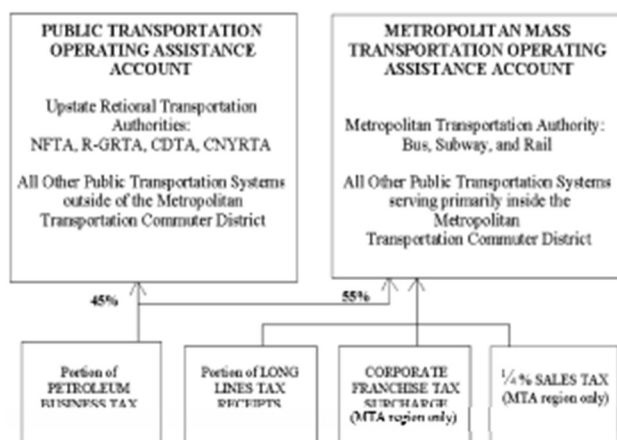 PUBLIC TRANSPORTATION
OPERATING ASSISTANCE
ACCOUNT
Upstate Retional Transportation
Authorities:
NFTA, R-GRTA, CDTA, CNYRTA
All Other Public Transportation Systems
outside of the Metropolitan
Transportation Commuter District
METROPOLITAN MASS
TRANSPORTATION OPERATING
ASSISTANCE ACCOUNT
Metropolitan Transportation Authority:
Bus, Subway, and Rail
All Other Public Transportation Systems
serving primarily inside the
Metropolitan
Transportation Commuter District
45%
55%
Portion of
PETROLEUM
BUSINESS TAX
Portion of LONG
LINES TAX
RECEIPTS
CORPORATE
FRANCHISE TAX
SURCHARGE
(MTA region only)
¼ % SALES TAX
(MTA region only)